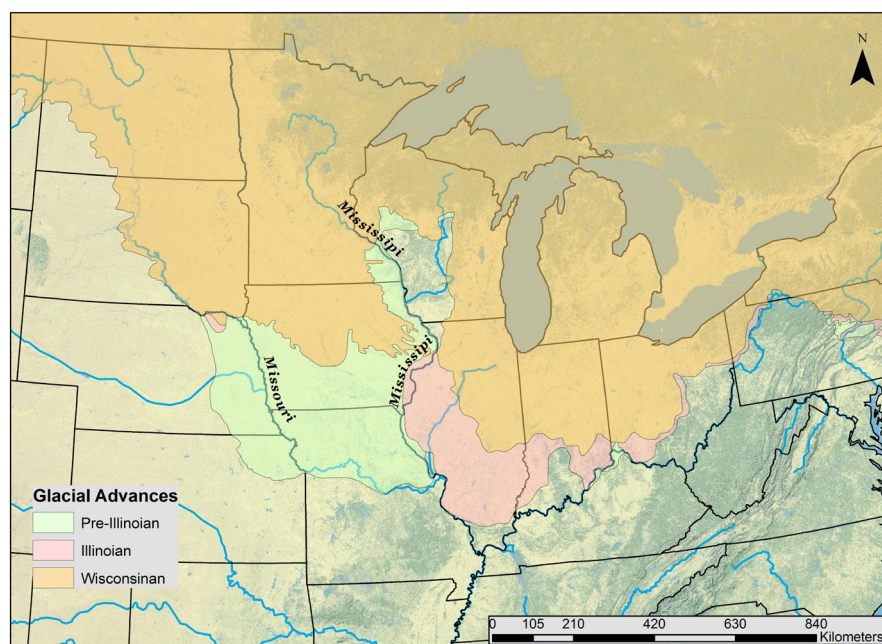 N
Mississipi
Mississipi
Missouri
Glacial Advances
Pre-Illinoian
Illinoian
Wisconsinan
0 105 210 420 630 840
Kilometers